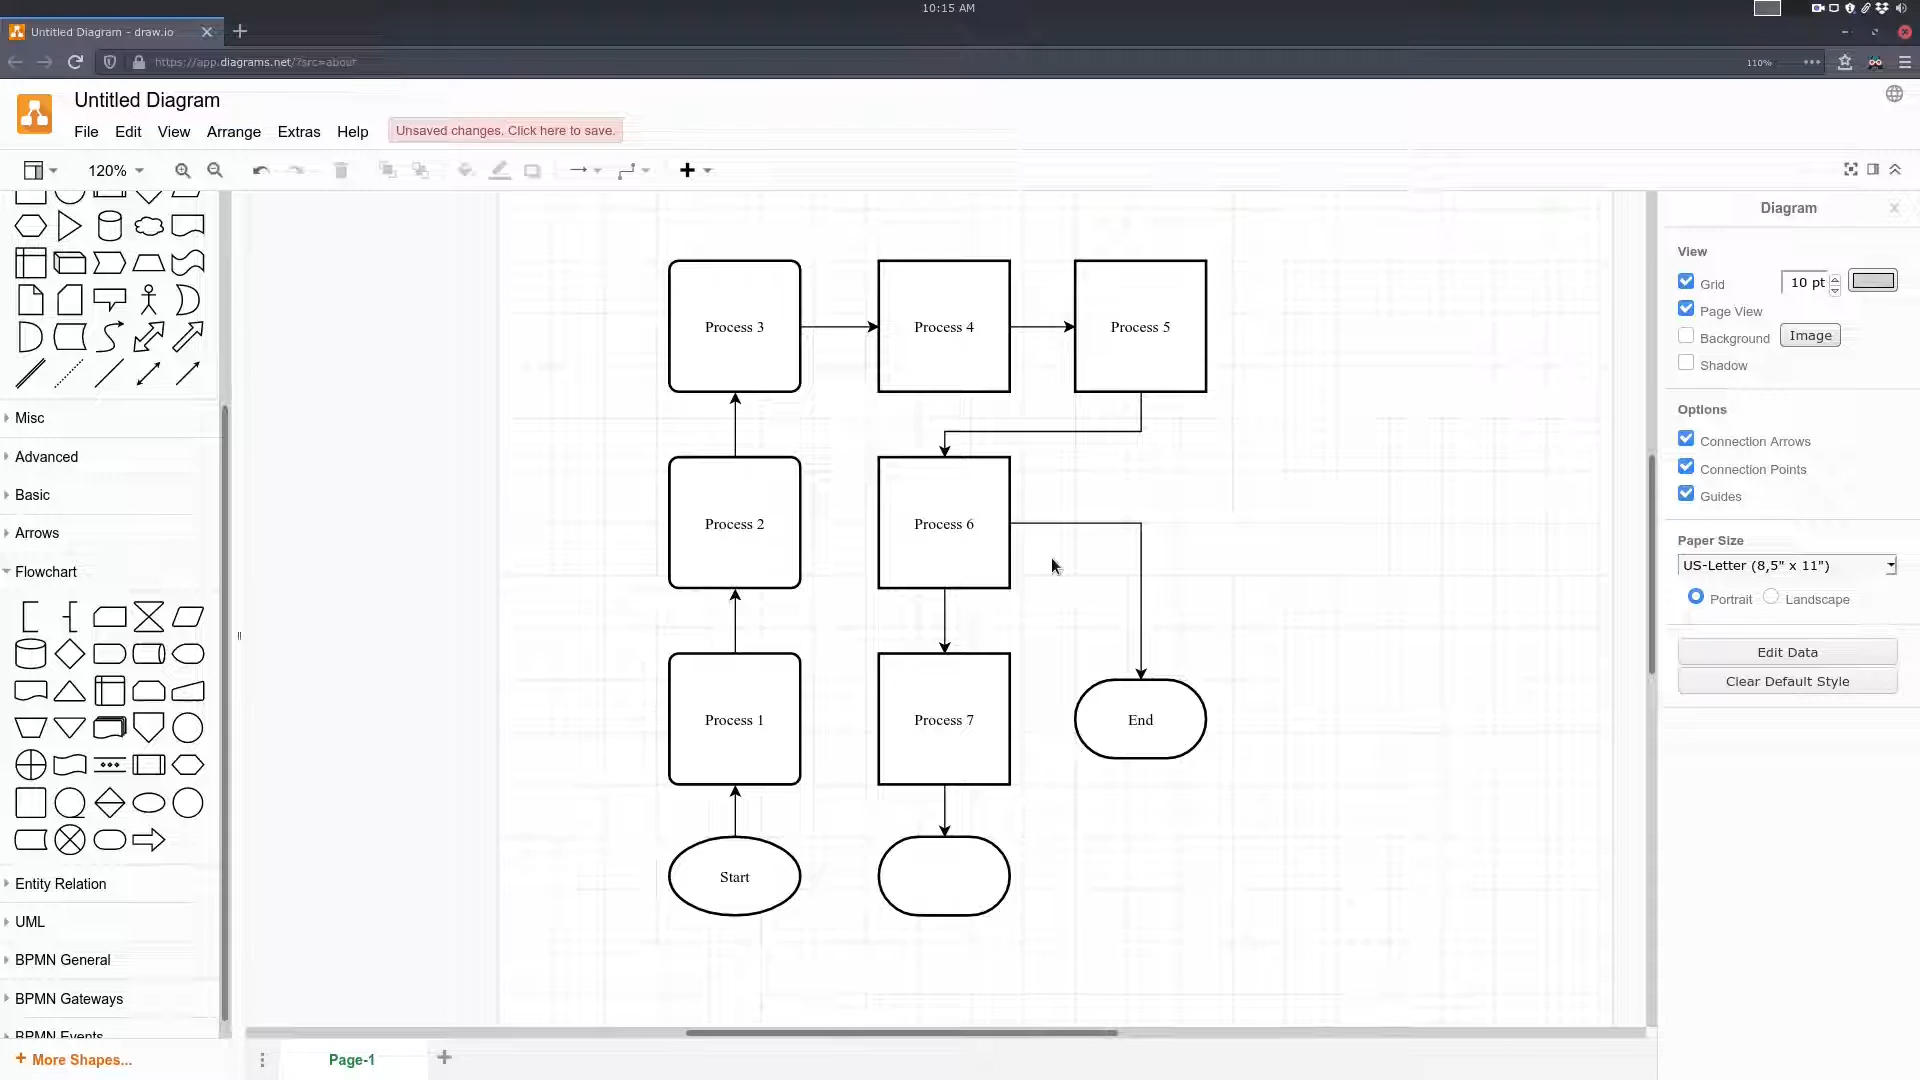 10:15 AM
Untitled Diagram - draw.io
https://app.diagrams.net/?src=about
110%
Untitled Diagram
File Edit View Arrange Extras Help
Unsaved changes. Click here to save.
120%
Diagram
View
Grid 10 pt
Page View
Background Image
Shadow
Options
Connection Arrows
Connection Points
Guides
Paper Size
US-Letter (8,5" x 11")
Portrait Landscape
Edit Data
Clear Default Style
Misc
Advanced
Basic
Arrows
Flowchart
Entity Relation
UML
BPMN General
BPMN Gateways
BPMN Events
+ More Shapes...
Process 3 Process 4 Process 5
Process 2 Process 6
Process 1 Process 7 End
Start
Page-1